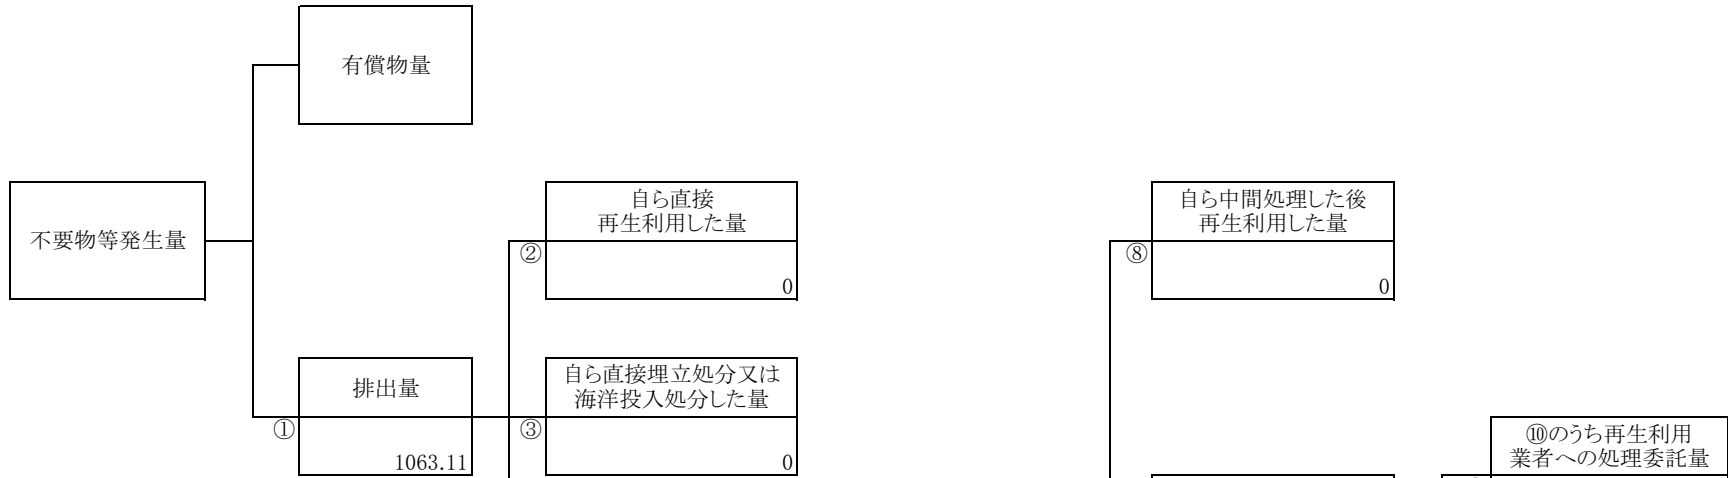 有償物量
不要物等発生量
自ら直接
再生利用した量
②
0
自ら中間処理した後
再生利用した量
⑧
0
排出量
①
1063.11
自ら直接埋立処分又は
海洋投入処分した量
③
0
⑩のうち再生利用
業者への処理委託量